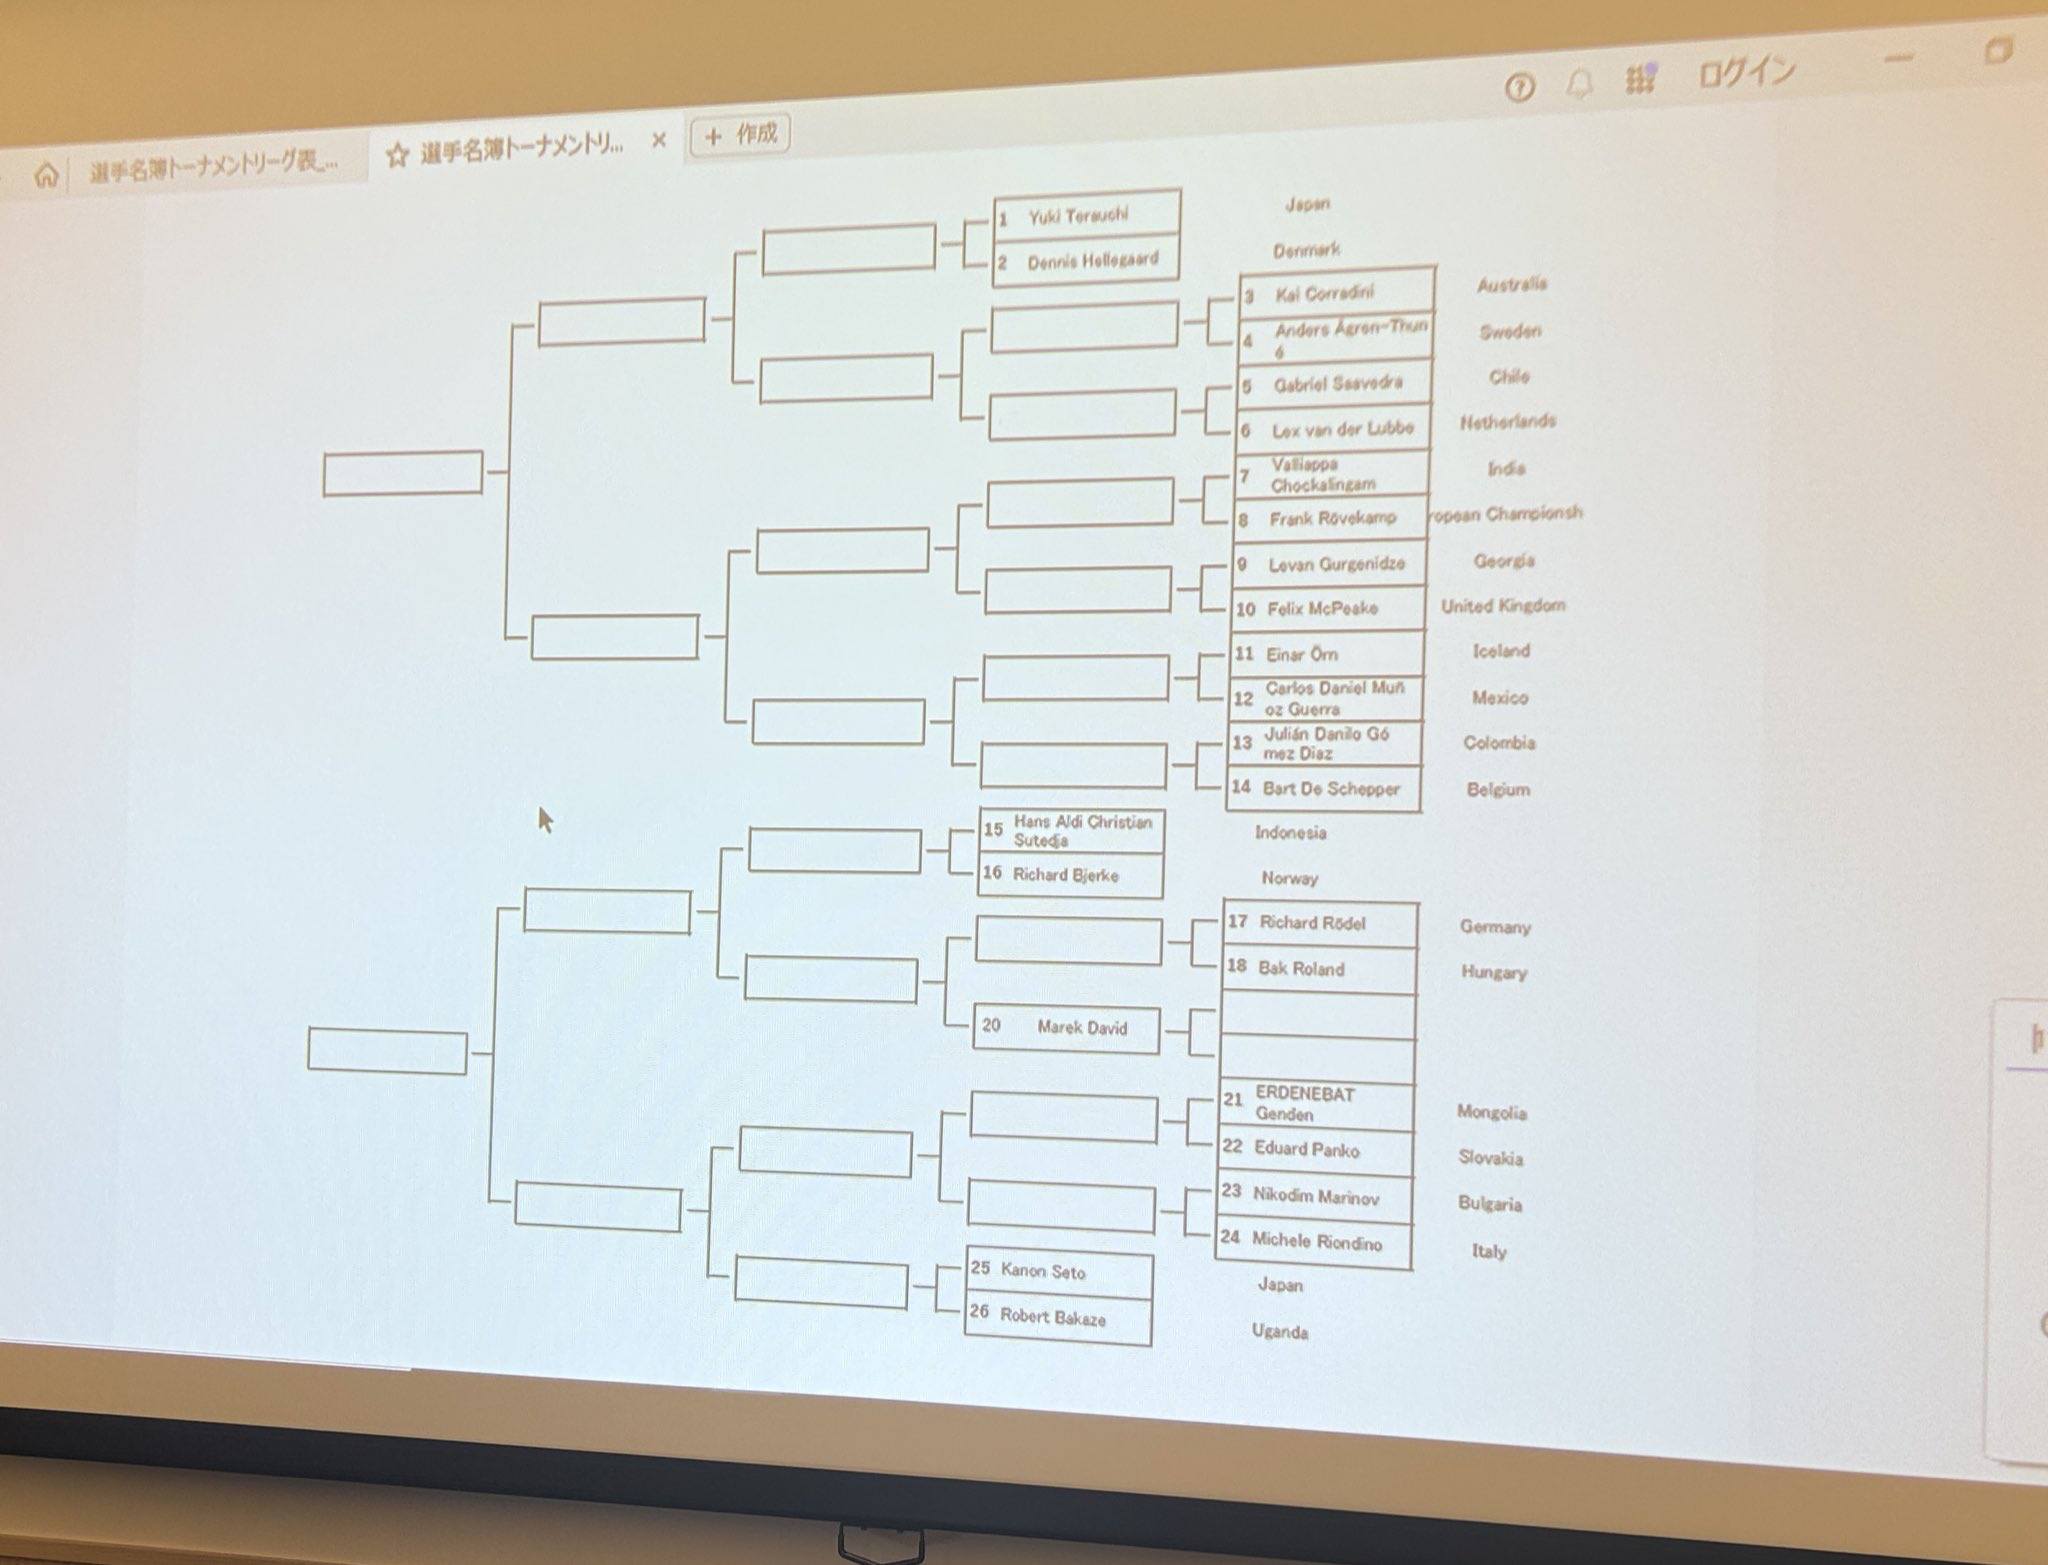 ログイン
選手名簿トーナメントリーグ表_...
選手名簿トーナメントリ...
+ 作成
1 Yuki Terauchi Japan
2 Dennis Hellegaard Denmark
3 Kai Corradini Australia
4 Anders Ågren-Thun
é
Sweden
5 Gabriel Saavedra Chile
6 Lex van der Lubbe Netherlands
7 Valliappa
Chockalingam
India
8 Frank Rövekamp ropean Championsh
9 Levan Gurgenidze Georgia
10 Felix McPeake United Kingdom
11 Einar Örn Iceland
12 Carlos Daniel Muñ
oz Guerra
Mexico
13 Julián Danilo Gó
mez Diaz
Colombia
14 Bart De Schepper Belgium
15 Hans Aldi Christian
Sutedja
Indonesia
16 Richard Bjerke Norway
17 Richard Rödel Germany
18 Bak Roland Hungary
20 Marek David
21 ERDENEBAT
Genden
Mongolia
22 Eduard Panko Slovakia
23 Nikodim Marinov Bulgaria
24 Michele Riondino Italy
25 Kanon Seto Japan
26 Robert Bakaze Uganda